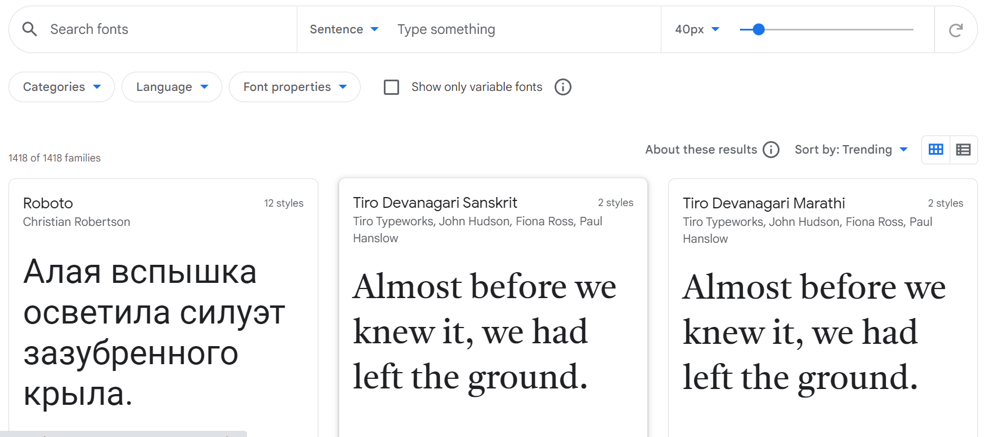 Search fonts
Sentence
Type something
40px
Categories
Language
Font properties
Show only variable fonts
About these results
Sort by: Trending
1418 of 1418 families
Roboto
12 styles
Christian Robertson
Алая вспышка
осветила силуэт
зазубренного
крыла.
Tiro Devanagari Sanskrit
2 styles
Tiro Typeworks, John Hudson, Fiona Ross, Paul
Hanslow
Almost before we
knew it, we had
left the ground.
Tiro Devanagari Marathi
2 styles
Tiro Typeworks, John Hudson, Fiona Ross, Paul
Hanslow
Almost before we
knew it, we had
left the ground.